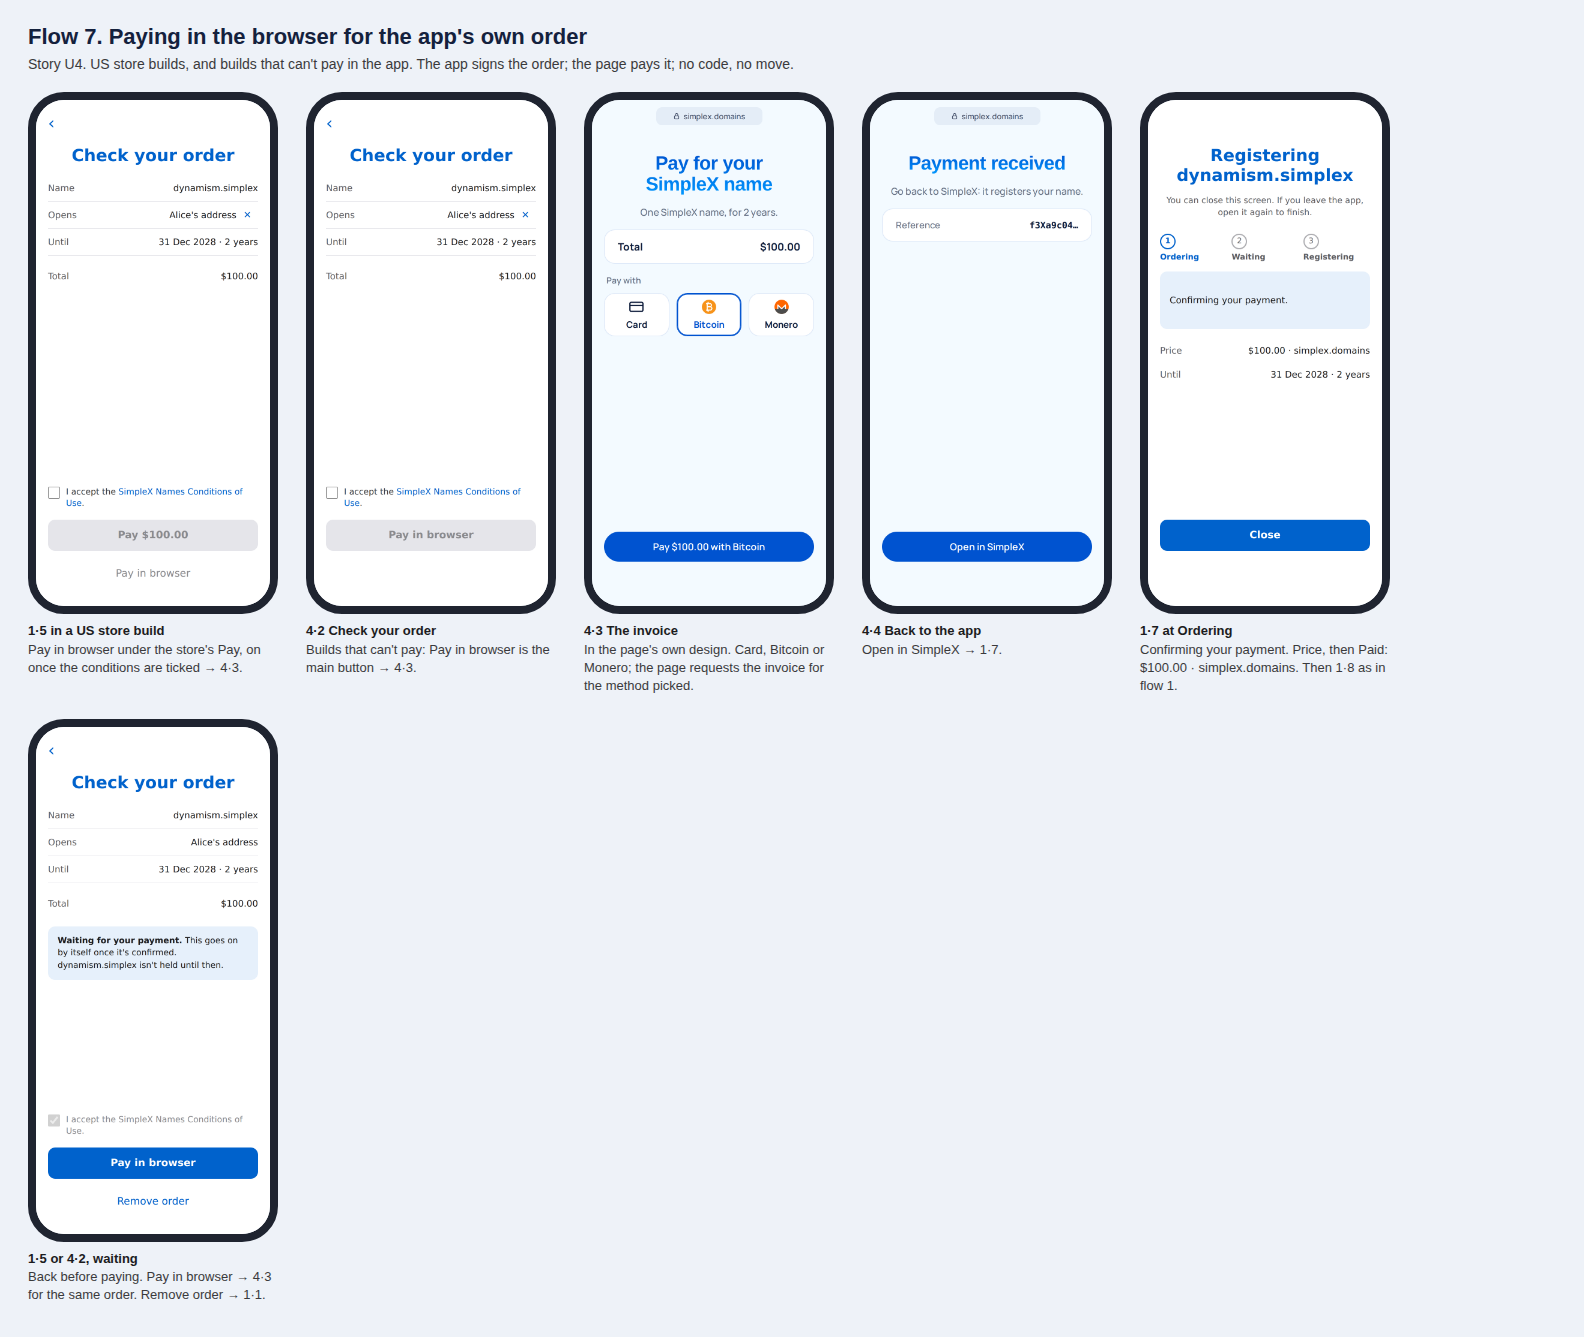 Flow 7. Paying in the browser for the app's own order
Story U4. US store builds, and builds that can't pay in the app. The app signs the order; the page pays it; no code, no move.
Check your order
Name dynamism.simplex
Opens Alice's address ×
Until 31 Dec 2028 · 2 years
Total $100.00
I accept the SimpleX Names Conditions of
Use.
Pay $100.00
Pay in browser
1·5 in a US store build
Pay in browser under the store's Pay, on
once the conditions are ticked → 4·3.
Check your order
Name dynamism.simplex
Opens Alice's address ×
Until 31 Dec 2028 · 2 years
Total $100.00
I accept the SimpleX Names Conditions of
Use.
Pay in browser
4·2 Check your order
Builds that can't pay: Pay in browser is the
main button → 4·3.
simplex.domains
Pay for your
SimpleX name
One SimpleX name, for 2 years.
Total $100.00
Pay with
Card Bitcoin Monero
Pay $100.00 with Bitcoin
4·3 The invoice
In the page's own design. Card, Bitcoin or
Monero; the page requests the invoice for
the method picked.
simplex.domains
Payment received
Go back to SimpleX: it registers your name.
Reference f3Xa9c04…
Open in SimpleX
4·4 Back to the app
Open in SimpleX → 1·7.
Registering
dynamism.simplex
You can close this screen. If you leave the app,
open it again to finish.
1 2 3
Ordering Waiting Registering
Confirming your payment.
Price $100.00 · simplex.domains
Until 31 Dec 2028 · 2 years
Close
1·7 at Ordering
Confirming your payment. Price, then Paid:
$100.00 · simplex.domains. Then 1·8 as in
flow 1.
Check your order
Name dynamism.simplex
Opens Alice's address
Until 31 Dec 2028 · 2 years
Total $100.00
Waiting for your payment. This goes on
by itself once it's confirmed.
dynamism.simplex isn't held until then.
I accept the SimpleX Names Conditions of
Use.
Pay in browser
Remove order
1·5 or 4·2, waiting
Back before paying. Pay in browser → 4·3
for the same order. Remove order → 1·1.